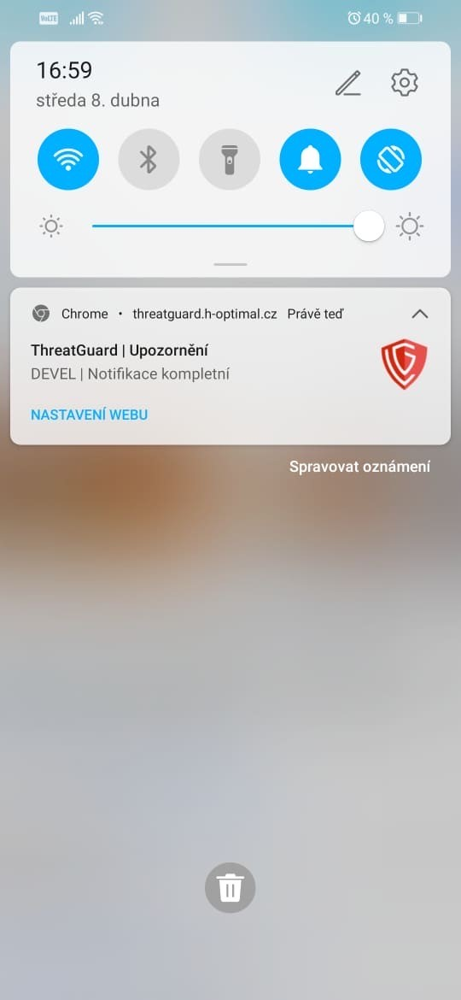 VoLTE
40 %
16:59
středa 8. dubna
Chrome • threatguard.h-optimal.cz Právě teď
ThreatGuard | Upozornění
DEVEL | Notifikace kompletní
NASTAVENÍ WEBU
Spravovat oznámení